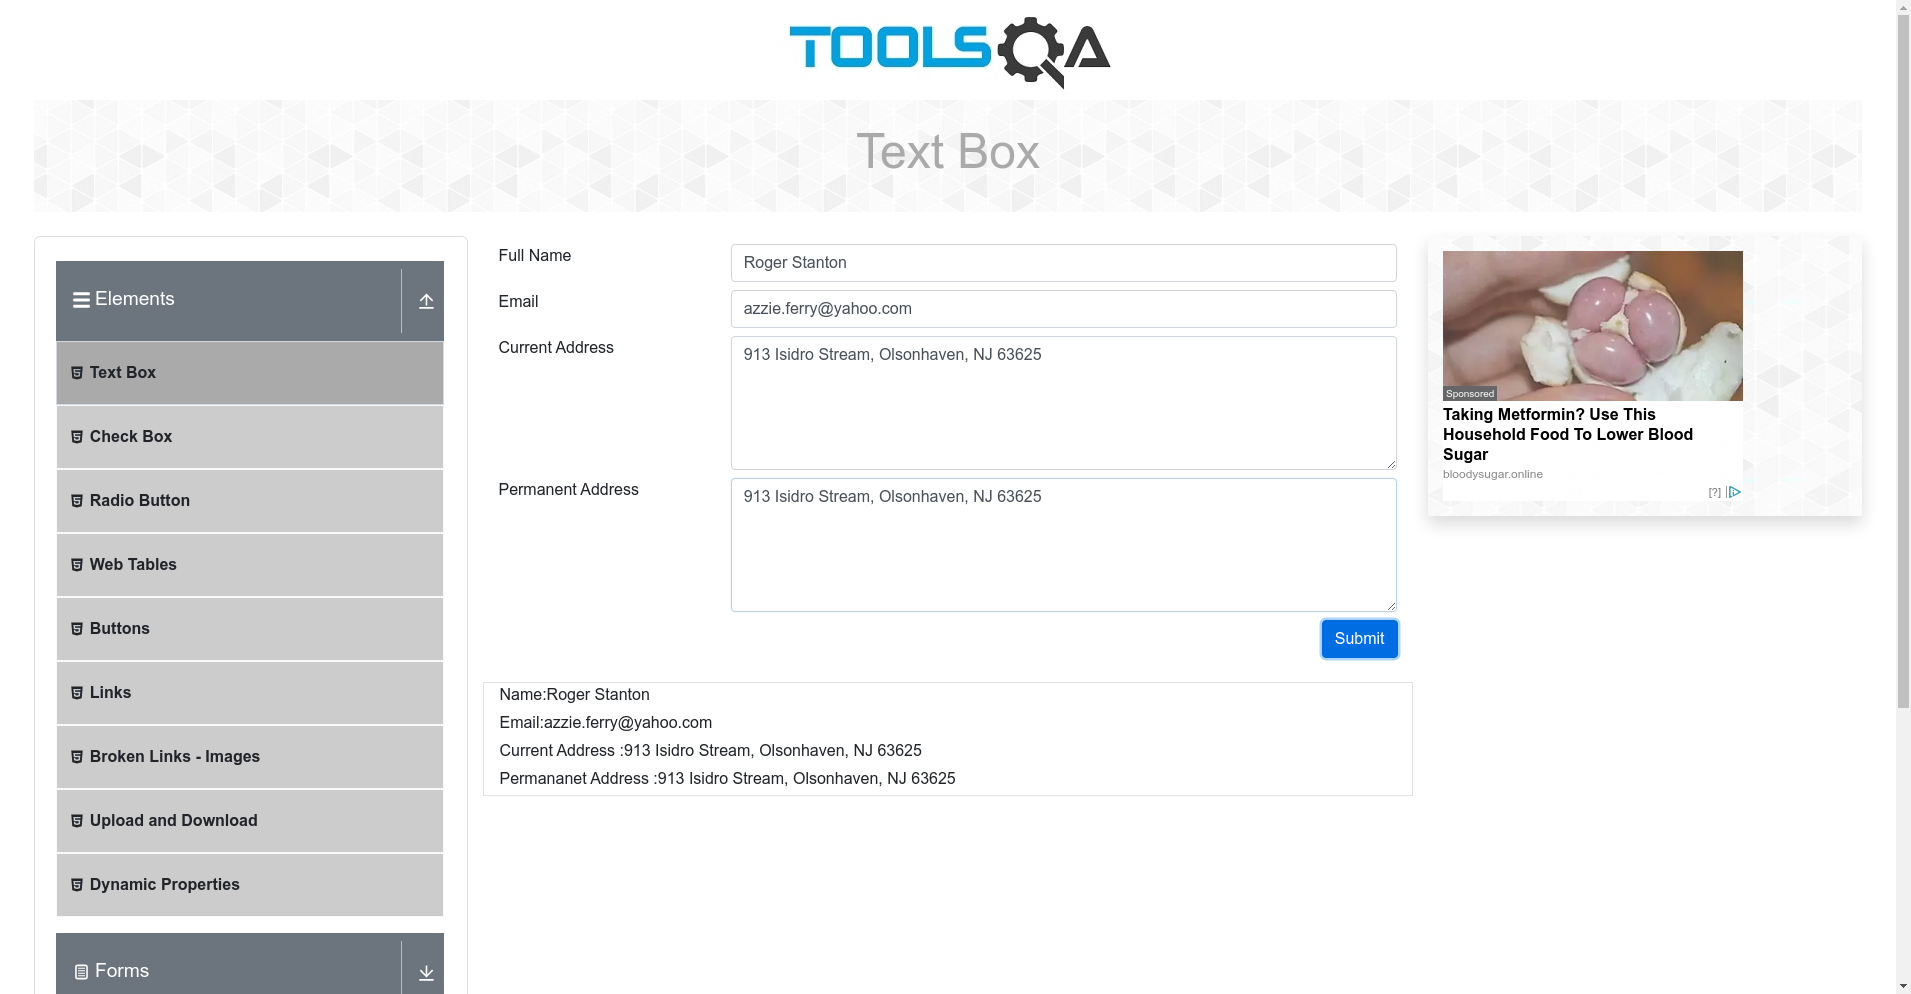 TOOLSQA
Text Box
Elements
Text Box
Check Box
Radio Button
Web Tables
Buttons
Links
Broken Links - Images
Upload and Download
Dynamic Properties
Forms
Full Name
Roger Stanton
Email
azzie.ferry@yahoo.com
Current Address
913 Isidro Stream, Olsonhaven, NJ 63625
Permanent Address
913 Isidro Stream, Olsonhaven, NJ 63625
Submit
Name:Roger Stanton
Email:azzie.ferry@yahoo.com
Current Address :913 Isidro Stream, Olsonhaven, NJ 63625
Permananet Address :913 Isidro Stream, Olsonhaven, NJ 63625
Sponsored
Taking Metformin? Use This
Household Food To Lower Blood
Sugar
bloodysugar.online
[?]